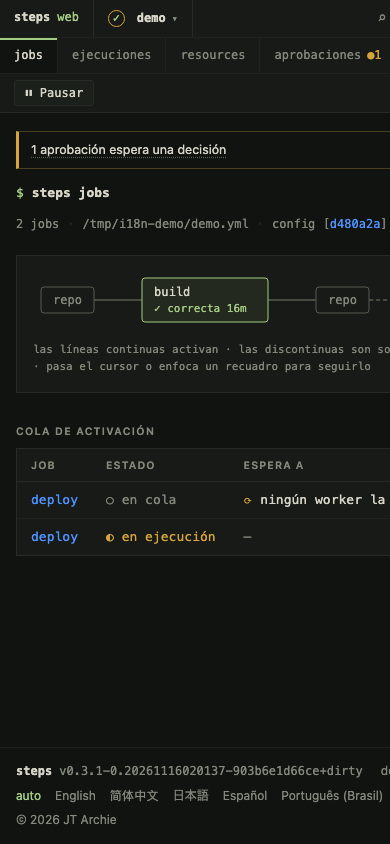 steps web ✓ demo ▾
jobs ejecuciones resources aprobaciones ●1
Pausar
1 aprobación espera una decisión
$ steps jobs
2 jobs · /tmp/i18n-demo/demo.yml · config [d480a2a]
repo
build
✓ correcta 16m
repo
las líneas continuas activan · las discontinuas son so
· pasa el cursor o enfoca un recuadro para seguirlo
COLA DE ACTIVACIÓN
JOB ESTADO ESPERA A
deploy ○ en cola ⟳ ningún worker la
deploy ◐ en ejecución —
steps v0.3.1-0.20261116020137-903b6e1d66ce+dirty de
auto English 简体中文 日本語 Español Português (Brasil)
© 2026 JT Archie